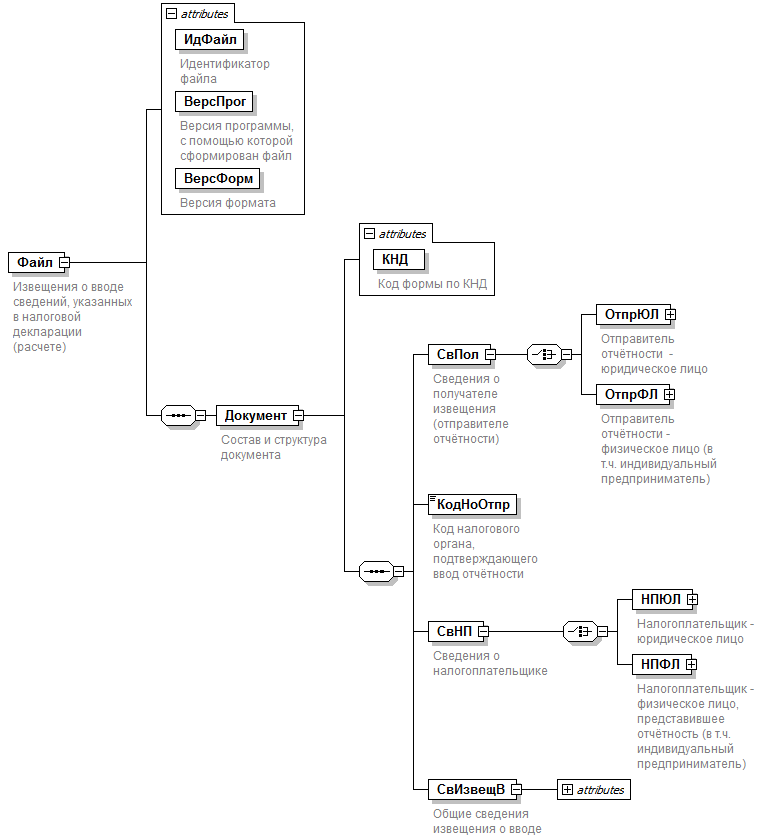 attributes
ИдФайл
Идентификатор
файла
ВерсПрог
Версия программы,
с помощью которой
сформирован файл
ВерсФорм
Версия формата
Файл
Извещения о вводе
сведений, указанных
в налоговой
декларации
(расчете)
Документ
Состав и структура
документа
attributes
КНД
Код формы по КНД
СвПол
Сведения о
получателе
извещения
(отправителе
отчётности)
ОтпрЮЛ
Отправитель
отчётности -
юридическое лицо
ОтпрФЛ
Отправитель
отчётности -
физическое лицо (в
т.ч. индивидуальный
предприниматель)
КодНоОтпр
Код налогового
органа,
подтверждающего
ввод отчётности
СвНП
Сведения о
налогоплательщике
НПЮЛ
Налогоплательщик -
юридическое лицо
НПФЛ
Налогоплательщик -
физическое лицо,
представившее
отчётность (в т.ч.
индивидуальный
предприниматель)
СвИзвещВ
Общие сведения
извещения о вводе
attributes